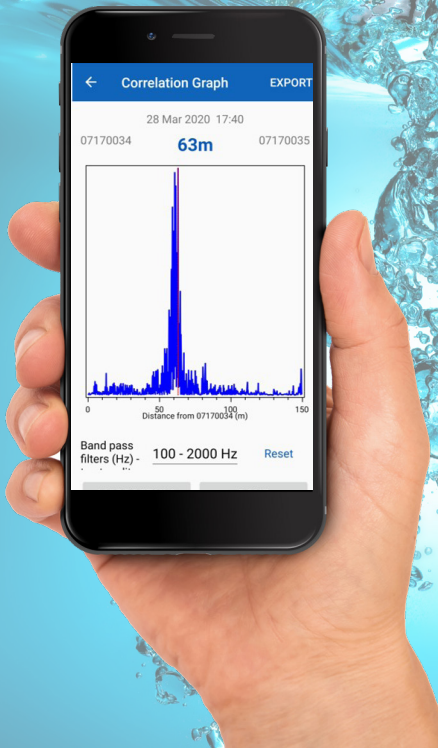 ← Correlation Graph EXPORT
28 Mar 2020 17:40
07170034 63m 07170035
0 50 100 150
Distance from 07170034 (m)
Band pass
filters (Hz) - 100 - 2000 Hz Reset